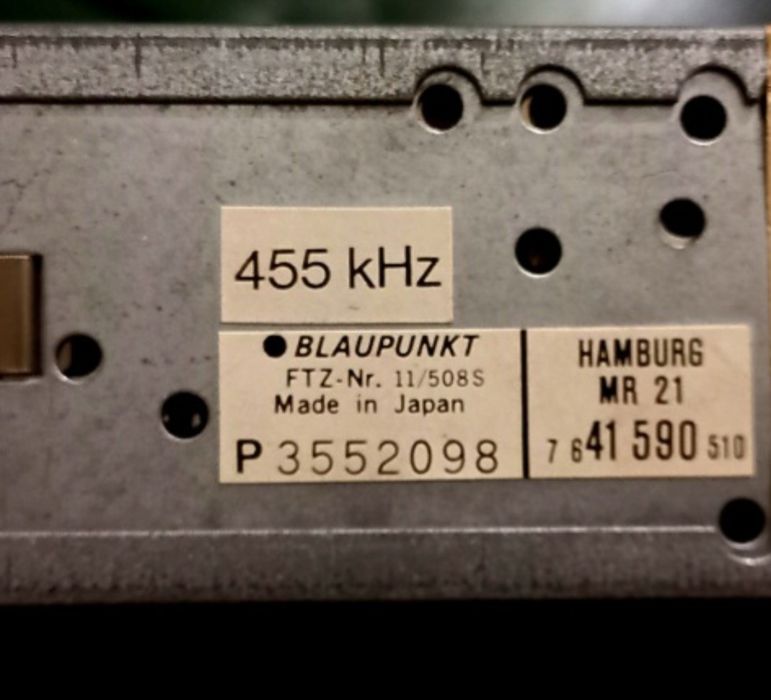 455 kHz
BLAUPUNKT
FTZ-Nr. 11/508S
Made in Japan
P 3552098
HAMBURG
MR 21
7 641 590 510